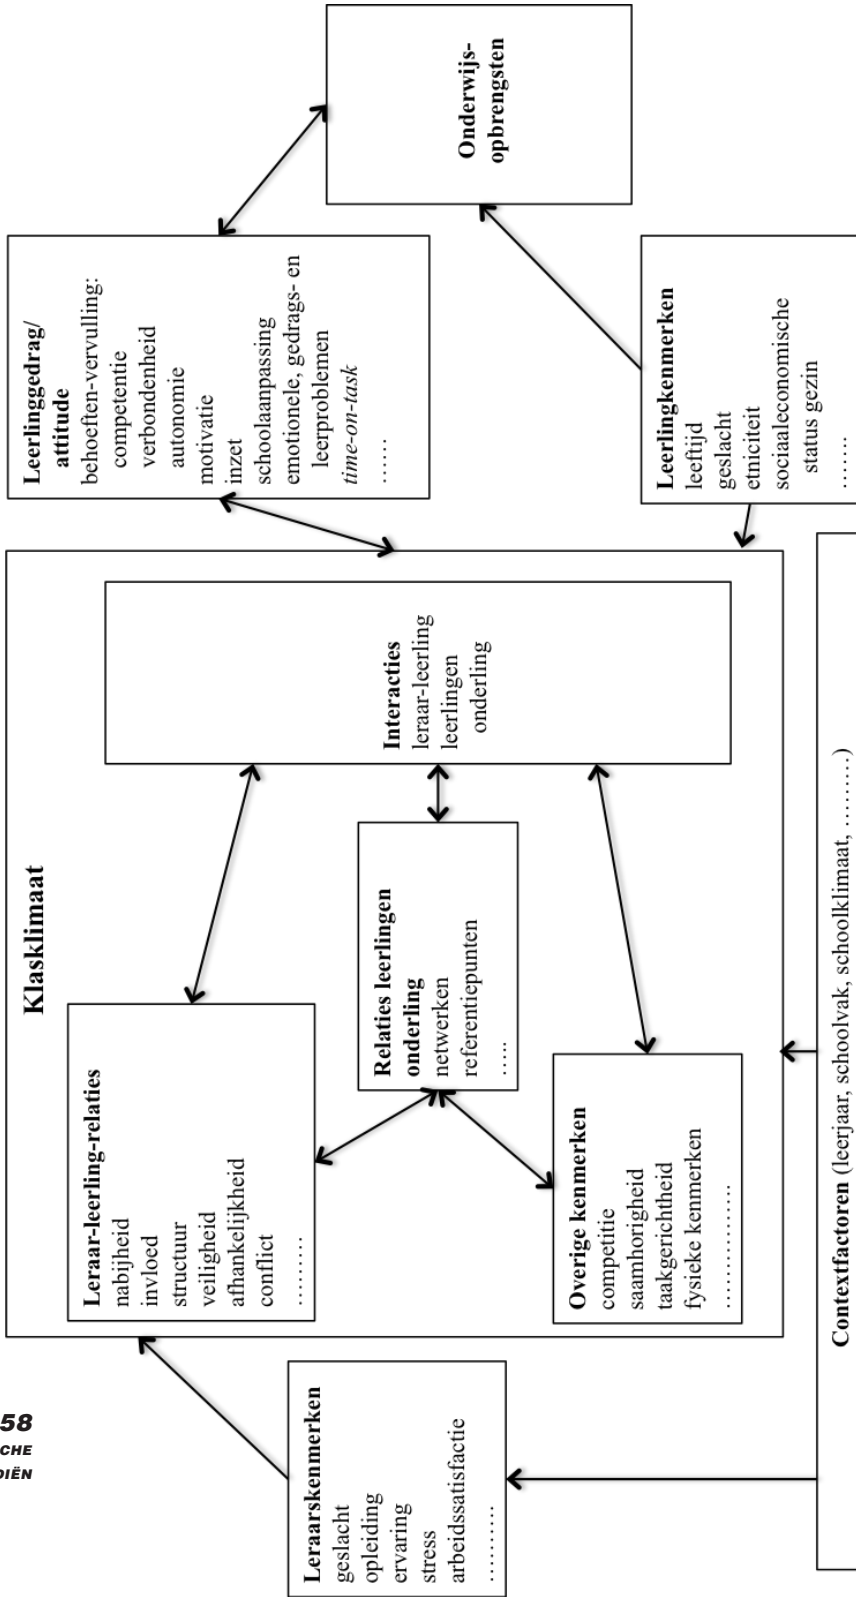 Klasklimaat
Leraarskenmerken
geslacht
opleiding
ervaring
stress
arbeidssatisfactie
……….
Leraar-leerling-relaties
nabijheid
invloed
structuur
veiligheid
afhankelijkheid
conflict
……….
Relaties leerlingen
onderling
netwerken
referentiepunten
…..
Overige kenmerken
competitie
saamhorigheid
taakgerichtheid
fysieke kenmerken
……………….
Interacties
leraar-leerling
leerlingen
onderling
Leerlinggedrag/
attitude
behoeften-vervulling:
competentie
verbondenheid
autonomie
motivatie
inzet
schoolaanpassing
emotionele, gedrags- en
leerproblemen
time-on-task
……
Leerlingkenmerken
leeftijd
geslacht
etniciteit
sociaaleconomische
status gezin
…….
Onderwijs-
opbrengsten
Contextfactoren (leerjaar, schoolvak, schoolklimaat, ………)
58
CHE
DIËN